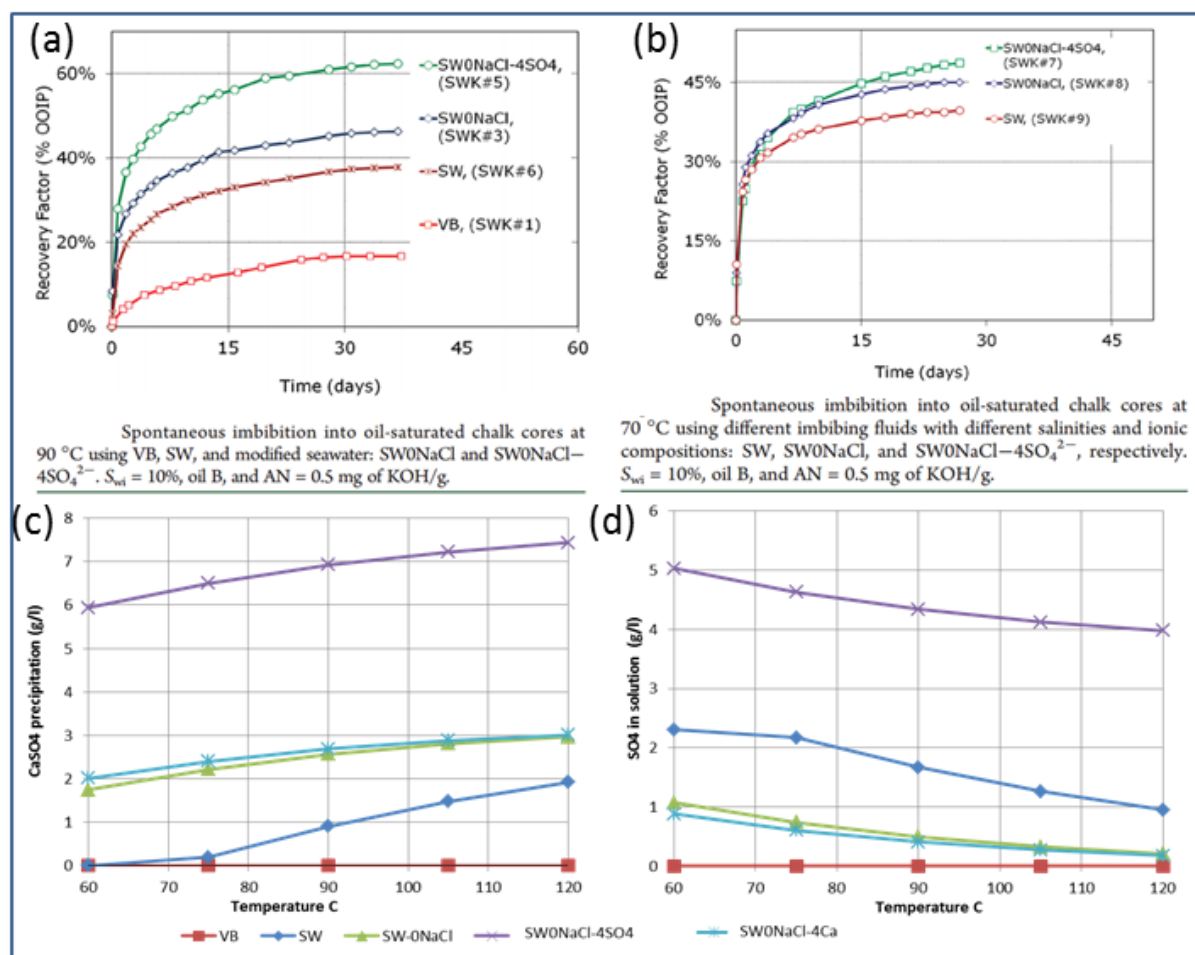 (a)
Recovery Factor (% OOIP)
60%
40%
20%
0%
0 15 30 45 60
Time (days)
SW0NaCl-4SO4,
(SWK#5)
SW0NaCl,
(SWK#3)
SW, (SWK#6)
VB, (SWK#1)
Spontaneous imbibition into oil-saturated chalk cores at
90 °C using VB, SW, and modified seawater: SW0NaCl and SW0NaCl–
4SO₄²⁻. Swi = 10%, oil B, and AN = 0.5 mg of KOH/g.
(b)
Recovery Factor (% OOIP)
45%
30%
15%
0%
0 15 30 45
Time (days)
SW0NaCl-4SO4,
(SWK#7)
SW0NaCl, (SWK#8)
SW, (SWK#9)
Spontaneous imbibition into oil-saturated chalk cores at
70 °C using different imbibing fluids with different salinities and ionic
compositions: SW, SW0NaCl, and SW0NaCl–4SO₄²⁻, respectively.
Swi = 10%, oil B, and AN = 0.5 mg of KOH/g.
(c)
CaSO4 precipitation (g/l)
8
7
6
5
4
3
2
1
0
60 70 80 90 100 110 120
Temperature C
(d)
SO4 in solution (g/l)
6
5
4
3
2
1
0
60 70 80 90 100 110 120
Temperature C
VB SW SW-0NaCl SW0NaCl-4SO4 SW0NaCl-4Ca